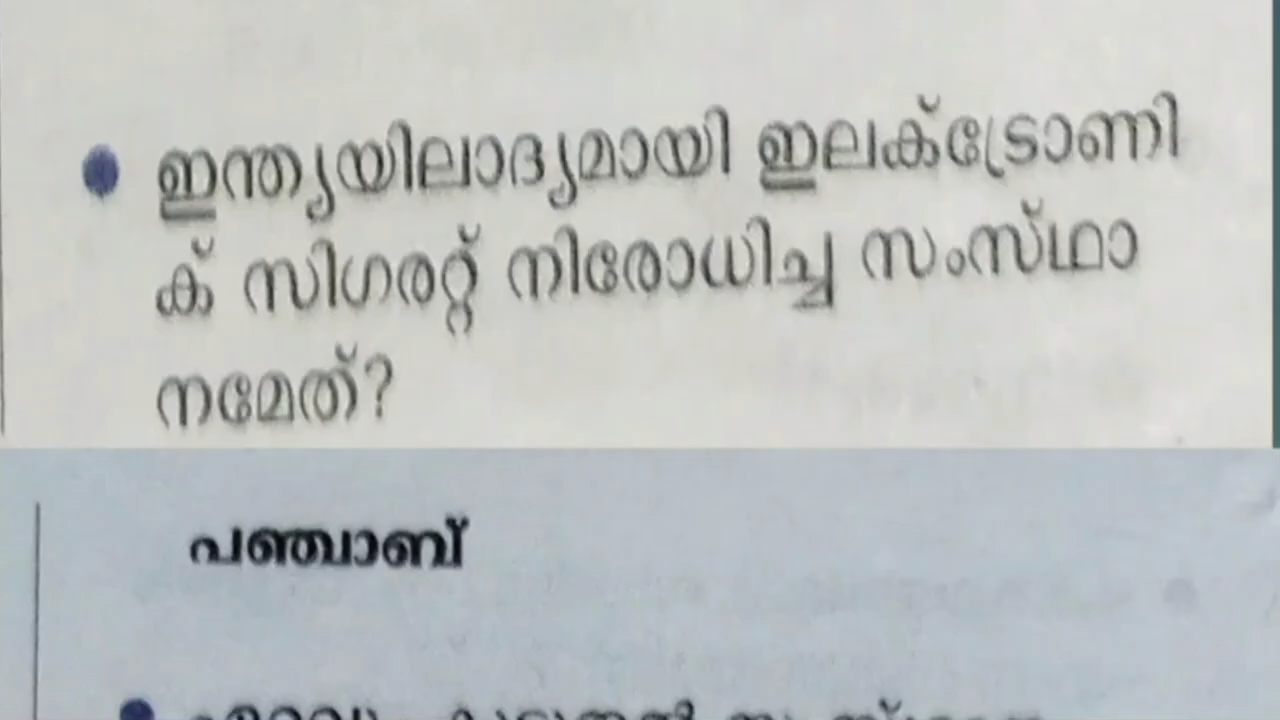 ഇന്ത്യയിലാദ്യമായി ഇലക്ട്രോണി
ക് സിഗരറ്റ് നിരോധിച്ച സംസ്ഥാ
നമേത്?
പഞ്ചാബ്